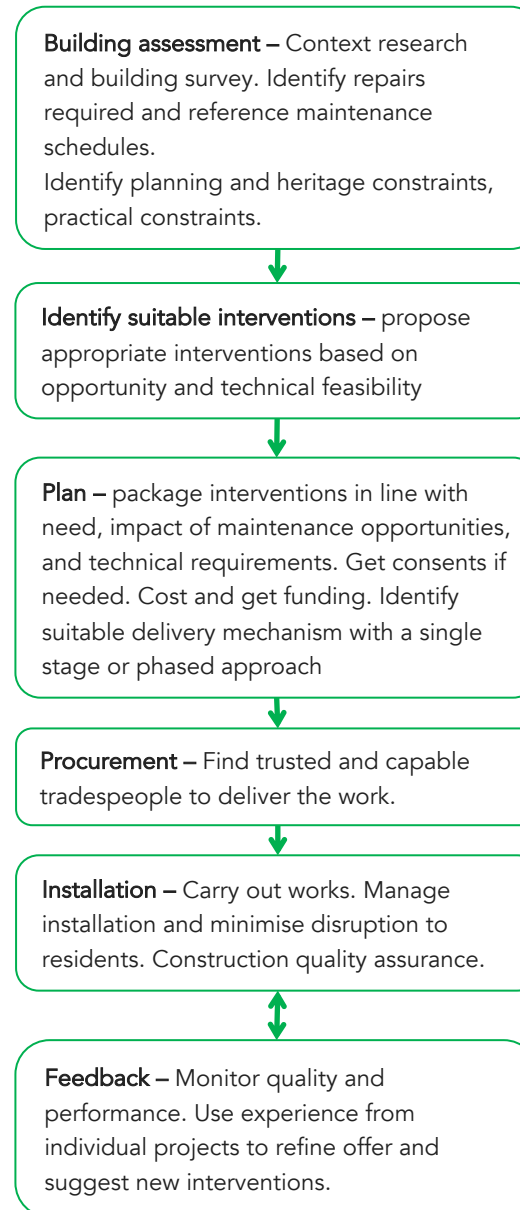 Building assessment – Context research
and building survey. Identify repairs
required and reference maintenance
schedules.
Identify planning and heritage constraints,
practical constraints.
Identify suitable interventions – propose
appropriate interventions based on
opportunity and technical feasibility
Plan – package interventions in line with
need, impact of maintenance opportunities,
and technical requirements. Get consents if
needed. Cost and get funding. Identify
suitable delivery mechanism with a single
stage or phased approach
Procurement – Find trusted and capable
tradespeople to deliver the work.
Installation – Carry out works. Manage
installation and minimise disruption to
residents. Construction quality assurance.
Feedback – Monitor quality and
performance. Use experience from
individual projects to refine offer and
suggest new interventions.